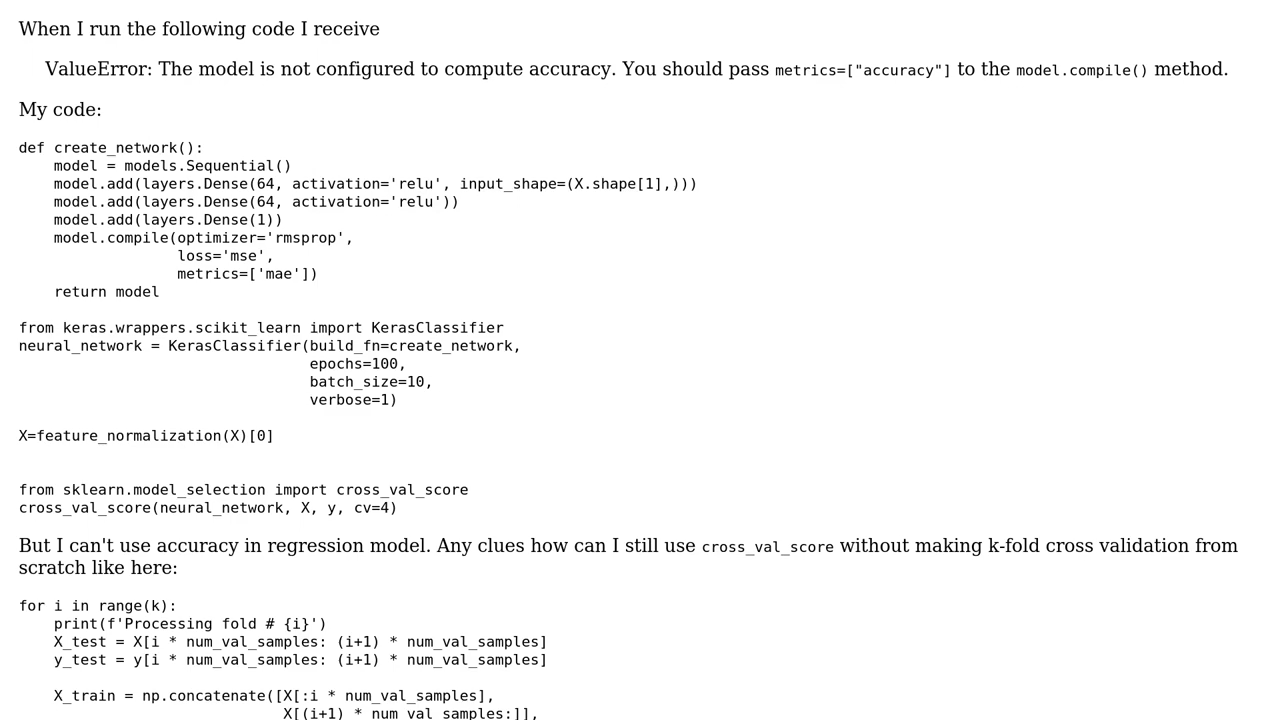 When I run the following code I receive
ValueError: The model is not configured to compute accuracy. You should pass metrics=["accuracy"] to the model.compile() method.
My code:
def create_network():
    model = models.Sequential()
    model.add(layers.Dense(64, activation='relu', input_shape=(X.shape[1],)))
    model.add(layers.Dense(64, activation='relu'))
    model.add(layers.Dense(1))
    model.compile(optimizer='rmsprop',
                  loss='mse',
                  metrics=['mae'])
    return model
from keras.wrappers.scikit_learn import KerasClassifier
neural_network = KerasClassifier(build_fn=create_network,
                                 epochs=100,
                                 batch_size=10,
                                 verbose=1)
X=feature_normalization(X)[0]
from sklearn.model_selection import cross_val_score
cross_val_score(neural_network, X, y, cv=4)
But I can't use accuracy in regression model. Any clues how can I still use cross_val_score without making k-fold cross validation from
scratch like here:
for i in range(k):
    print(f'Processing fold # {i}')
    X_test = X[i * num_val_samples: (i+1) * num_val_samples]
    y_test = y[i * num_val_samples: (i+1) * num_val_samples]
    X_train = np.concatenate([X[:i * num_val_samples],
                              X[(i+1) * num_val_samples:]],